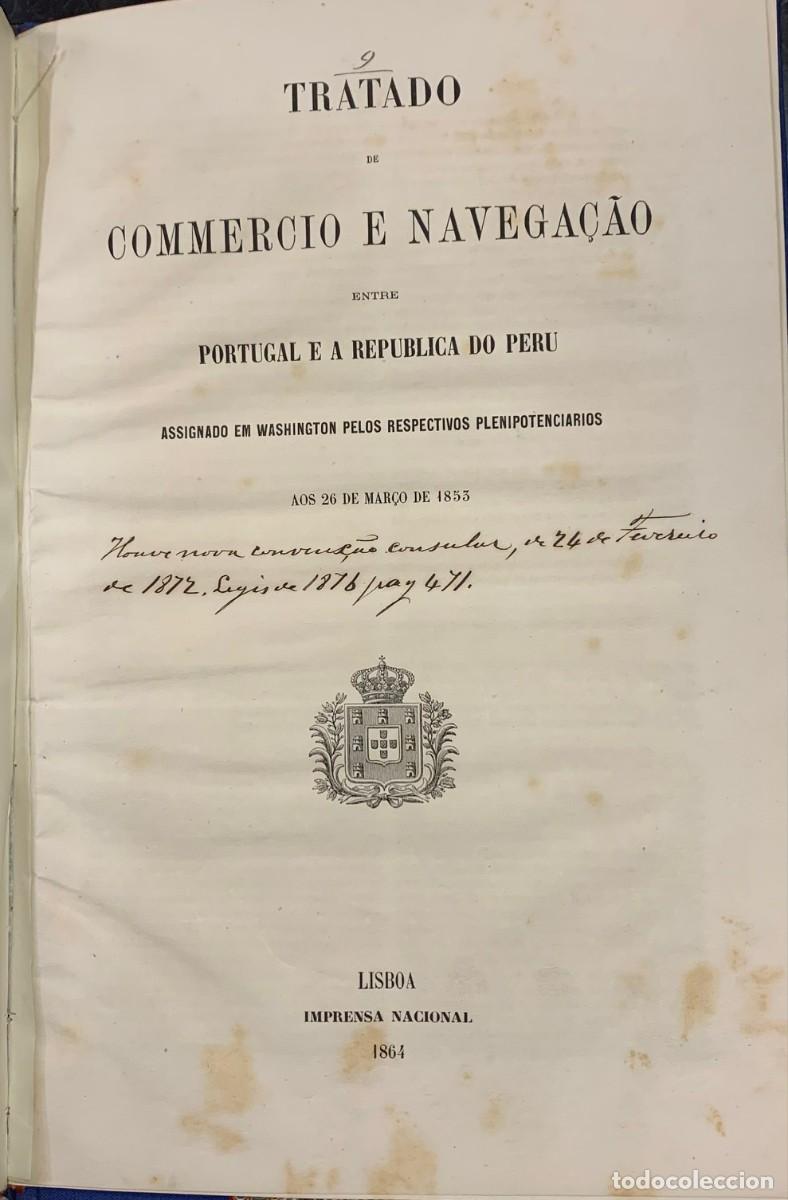 9
TRATADO
DE
COMMERCIO E NAVEGAÇÃO
ENTRE
PORTUGAL E A REPUBLICA DO PERU
ASSIGNADO EM WASHINGTON PELOS RESPECTIVOS PLENIPOTENCIARIOS
AOS 26 DE MARÇO DE 1853
Houve nova convenção consular, de 24 de Fevereiro
de 1872. Legis de 1876 pag 471.
LISBOA
IMPRENSA NACIONAL
1864
todocoleccion